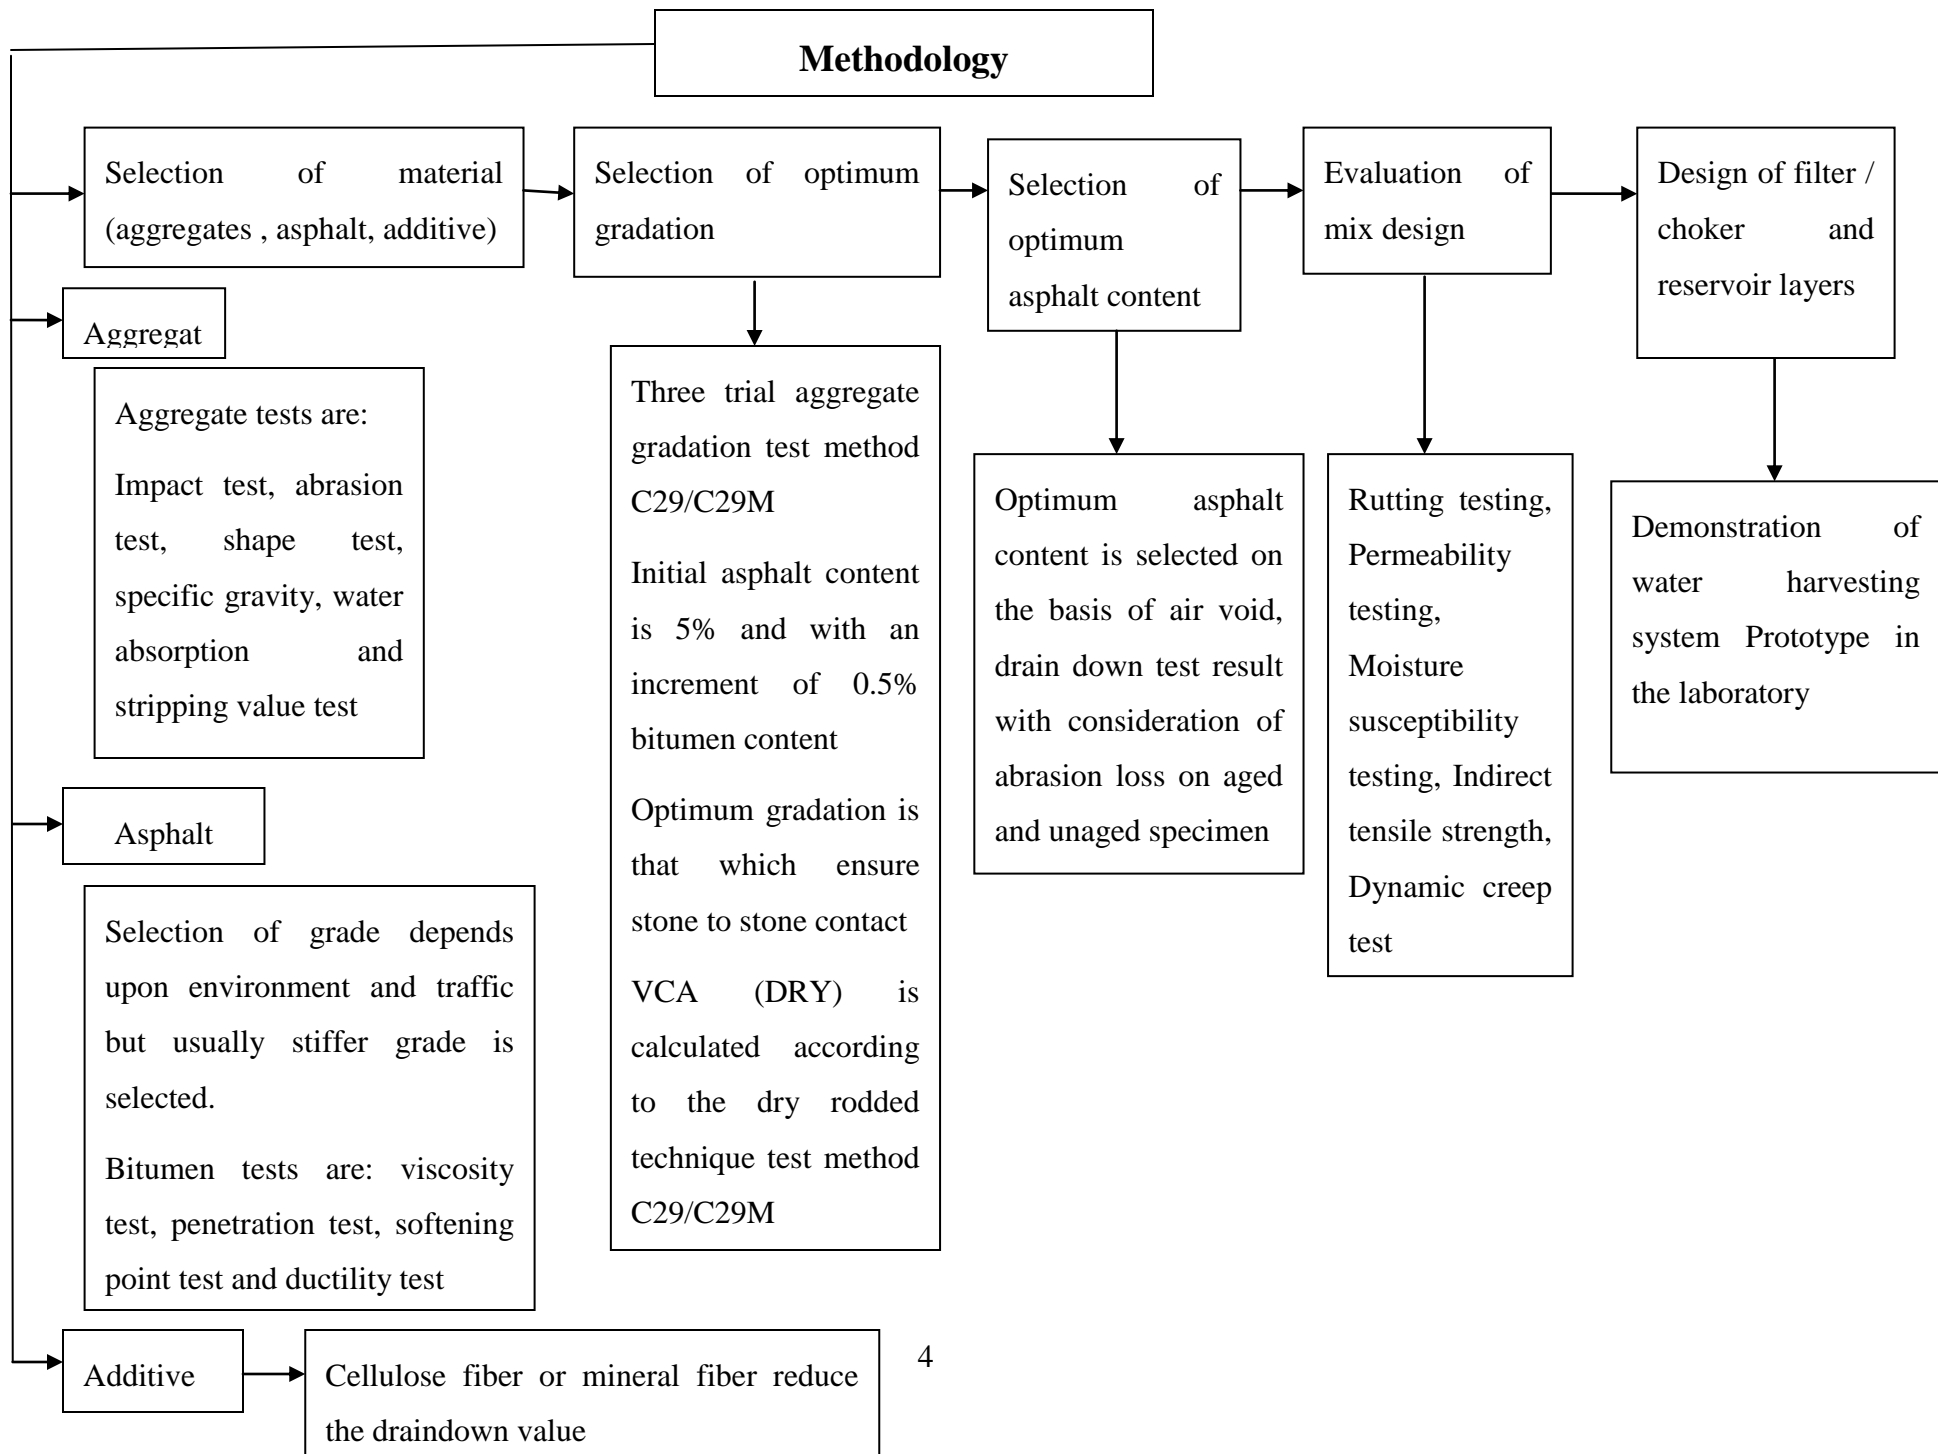 Methodology
Selection of material
(aggregates , asphalt, additive)
Selection of optimum
gradation
Selection of
optimum
asphalt content
Evaluation of
mix design
Design of filter /
choker and
reservoir layers
Aggregat
Aggregate tests are:
Impact test, abrasion
test, shape test,
specific gravity, water
absorption and
stripping value test
Three trial aggregate
gradation test method
C29/C29M
Initial asphalt content
is 5% and with an
increment of 0.5%
bitumen content
Optimum gradation is
that which ensure
stone to stone contact
VCA (DRY) is
calculated according
to the dry rodded
technique test method
C29/C29M
Optimum asphalt
content is selected on
the basis of air void,
drain down test result
with consideration of
abrasion loss on aged
and unaged specimen
Rutting testing,
Permeability
testing,
Moisture
susceptibility
testing, Indirect
tensile strength,
Dynamic creep
test
Demonstration of
water harvesting
system Prototype in
the laboratory
Asphalt
Selection of grade depends
upon environment and traffic
but usually stiffer grade is
selected.
Bitumen tests are: viscosity
test, penetration test, softening
point test and ductility test
Additive
Cellulose fiber or mineral fiber reduce
the draindown value
4